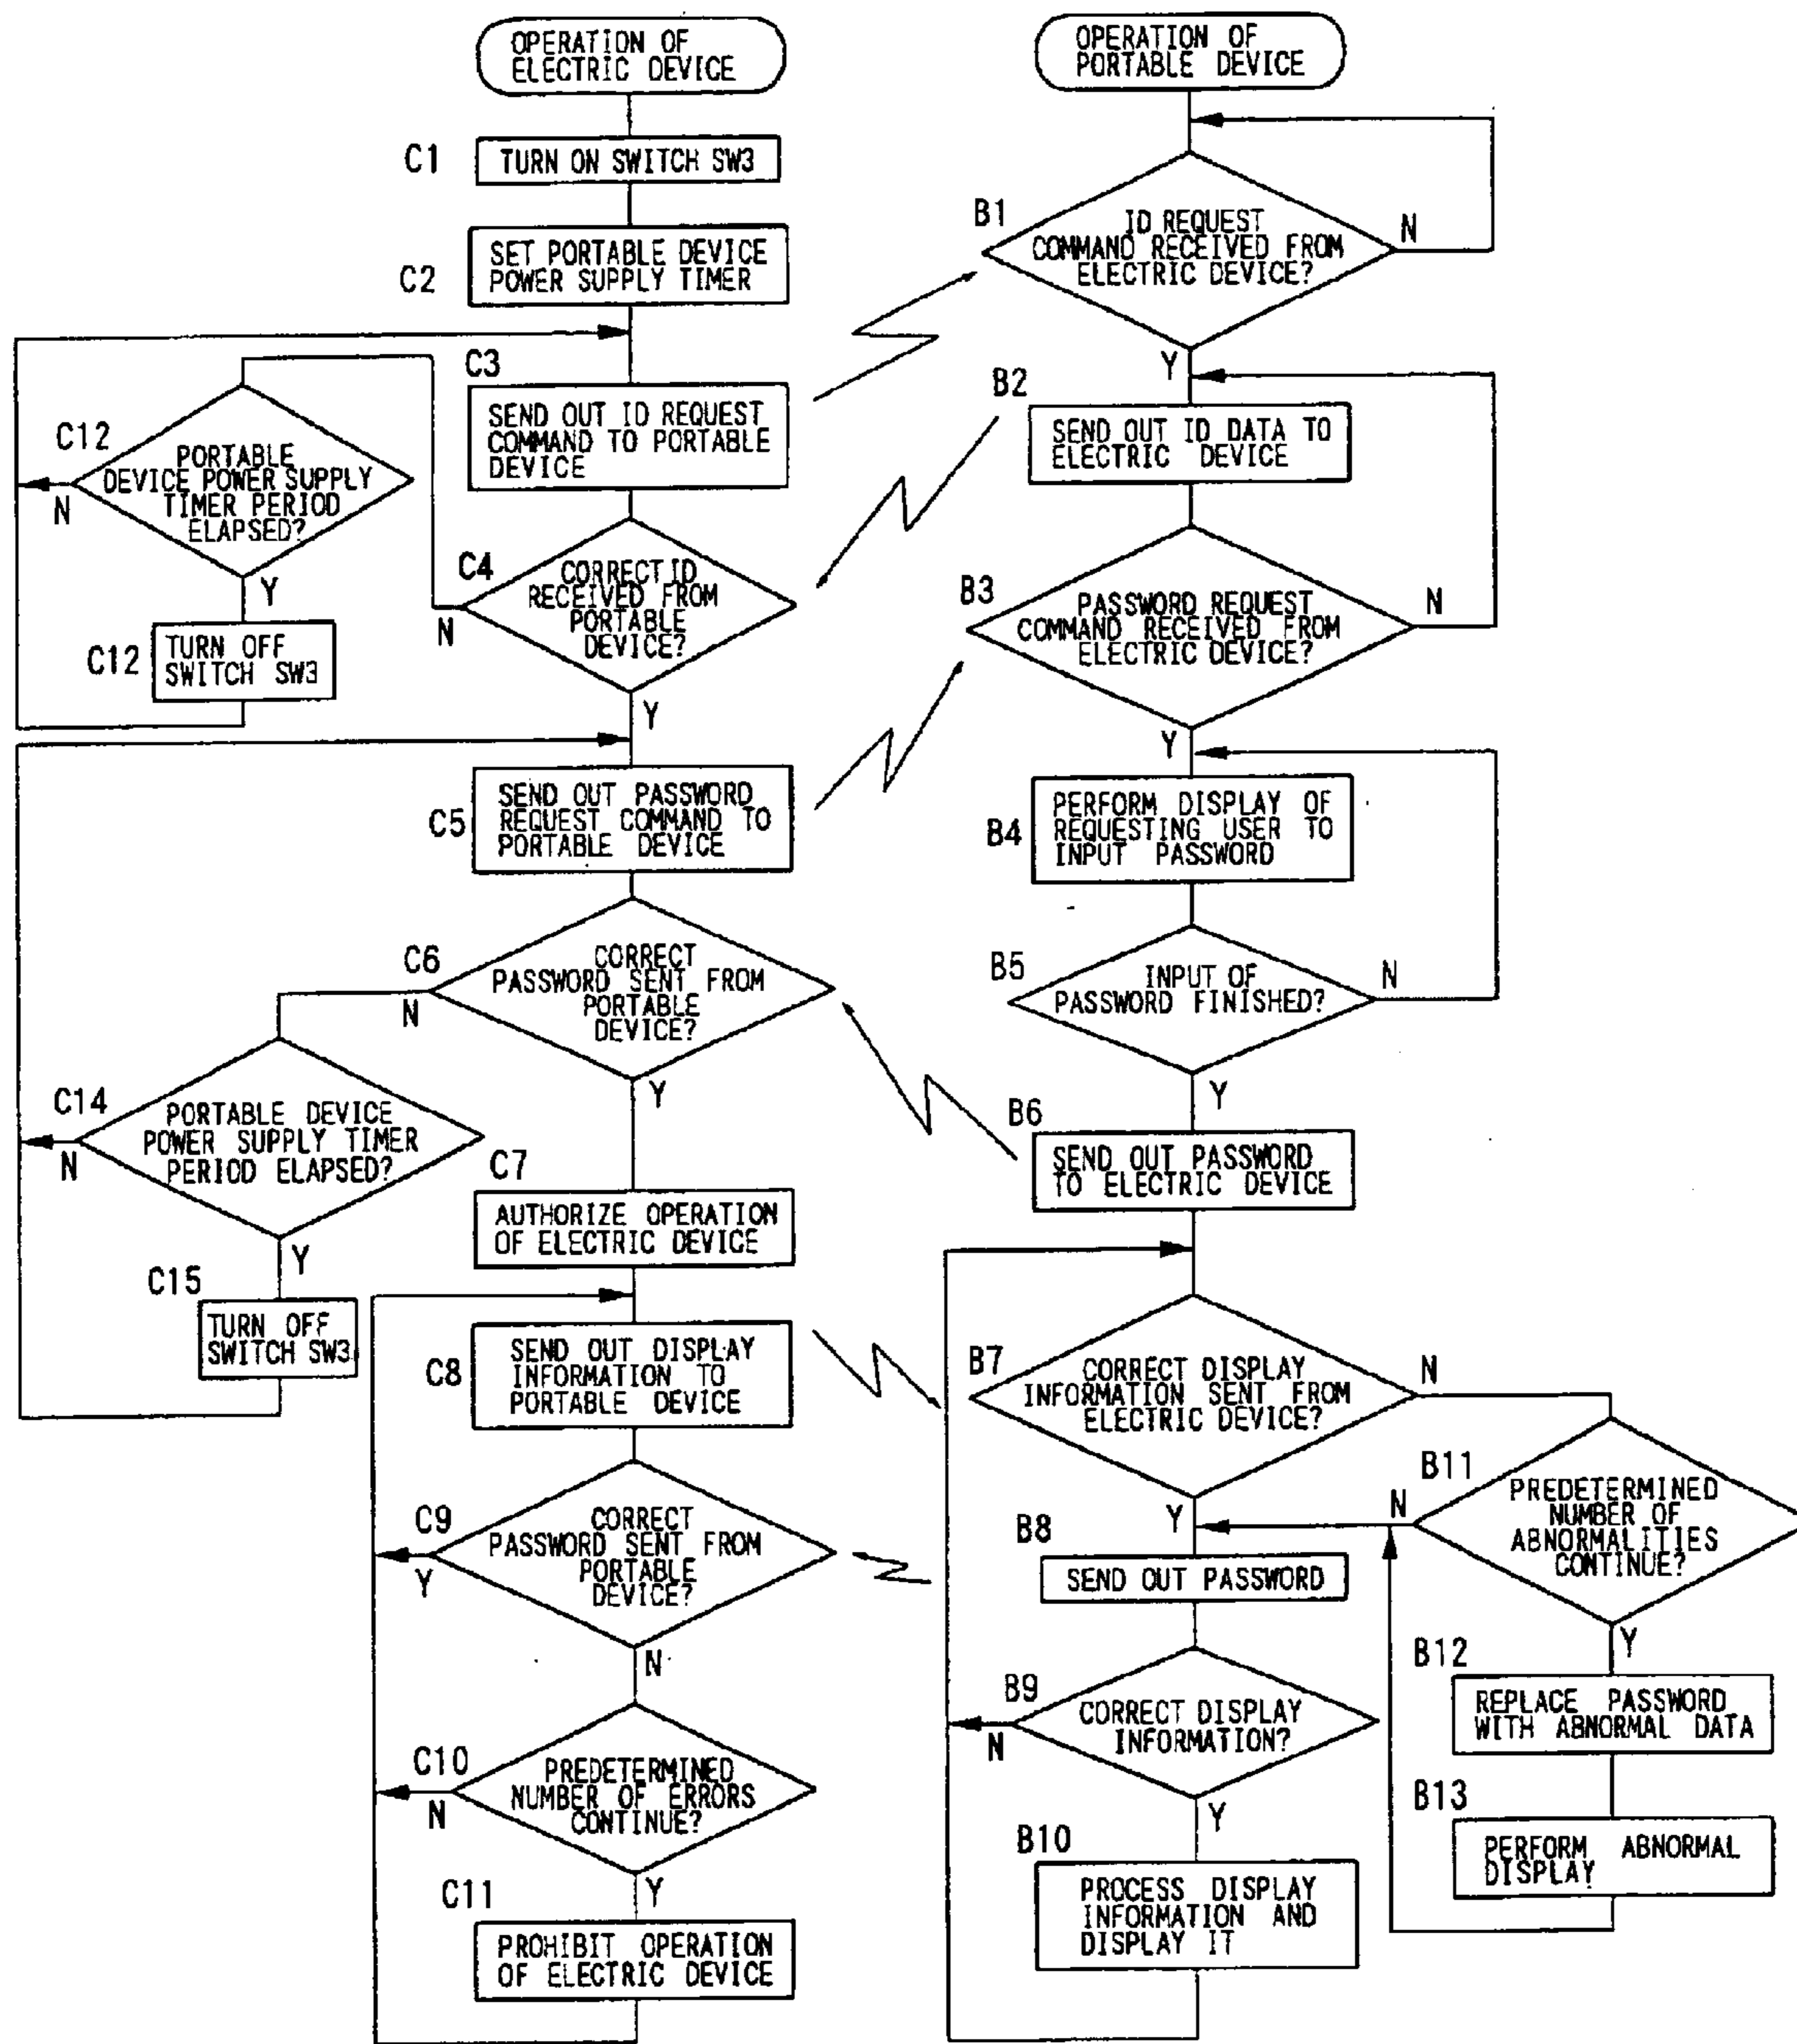 OPERATION OF
ELECTRIC DEVICE
C1
TURN ON SWITCH SW3
C2
SET PORTABLE DEVICE
POWER SUPPLY TIMER
C3
SEND OUT ID REQUEST
COMMAND TO PORTABLE
DEVICE
C12
PORTABLE
DEVICE POWER SUPPLY
TIMER PERIOD
ELAPSED?
N
Y
C12
TURN OFF
SWITCH SW3
C4
CORRECT ID
RECEIVED FROM
PORTABLE
DEVICE?
N
Y
C5
SEND OUT PASSWORD
REQUEST COMMAND TO
PORTABLE DEVICE
C6
CORRECT
PASSWORD SENT FROM
PORTABLE
DEVICE?
N
Y
C14
PORTABLE DEVICE
POWER SUPPLY TIMER
PERIOD ELAPSED?
N
Y
C15
TURN OFF
SWITCH SW3
C7
AUTHORIZE OPERATION
OF ELECTRIC DEVICE
C8
SEND OUT DISPLAY
INFORMATION TO
PORTABLE DEVICE
C9
CORRECT
PASSWORD SENT FROM
PORTABLE
DEVICE?
Y
N
C10
PREDETERMINED
NUMBER OF ERRORS
CONTINUE?
N
Y
C11
PROHIBIT OPERATION
OF ELECTRIC DEVICE
OPERATION OF
PORTABLE DEVICE
B1
ID REQUEST
COMMAND RECEIVED FROM
ELECTRIC DEVICE?
N
Y
B2
SEND OUT ID DATA TO
ELECTRIC DEVICE
B3
PASSWORD REQUEST
COMMAND RECEIVED FROM
ELECTRIC DEVICE?
N
Y
B4
PERFORM DISPLAY OF
REQUESTING USER TO
INPUT PASSWORD
B5
INPUT OF
PASSWORD FINISHED?
N
Y
B6
SEND OUT PASSWORD
TO ELECTRIC DEVICE
B7
CORRECT DISPLAY
INFORMATION SENT FROM
ELECTRIC DEVICE?
N
Y
B8
SEND OUT PASSWORD
B9
CORRECT DISPLAY
INFORMATION?
N
Y
B10
PROCESS DISPLAY
INFORMATION AND
DISPLAY IT
B11
PREDETERMINED
NUMBER OF
ABNORMALITIES
CONTINUE?
N
Y
B12
REPLACE PASSWORD
WITH ABNORMAL DATA
B13
PERFORM ABNORMAL
DISPLAY